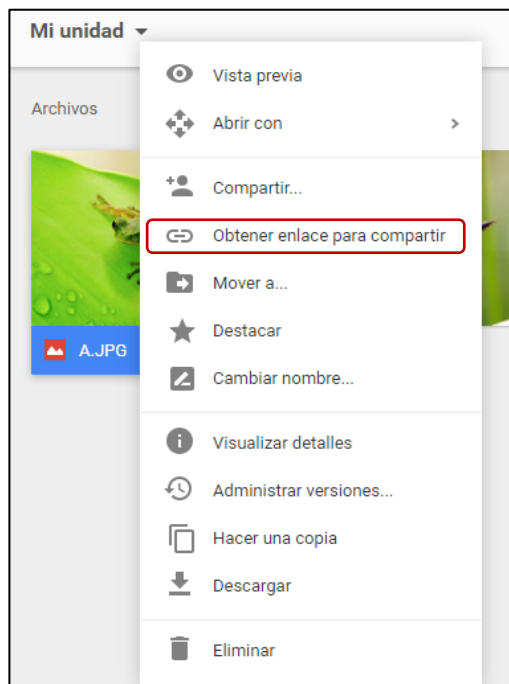 Mi unidad
Archivos
Vista previa
Abrir con
Compartir...
Obtener enlace para compartir
Mover a...
Destacar
A.JPG
Cambiar nombre...
Visualizar detalles
Administrar versiones...
Hacer una copia
Descargar
Eliminar